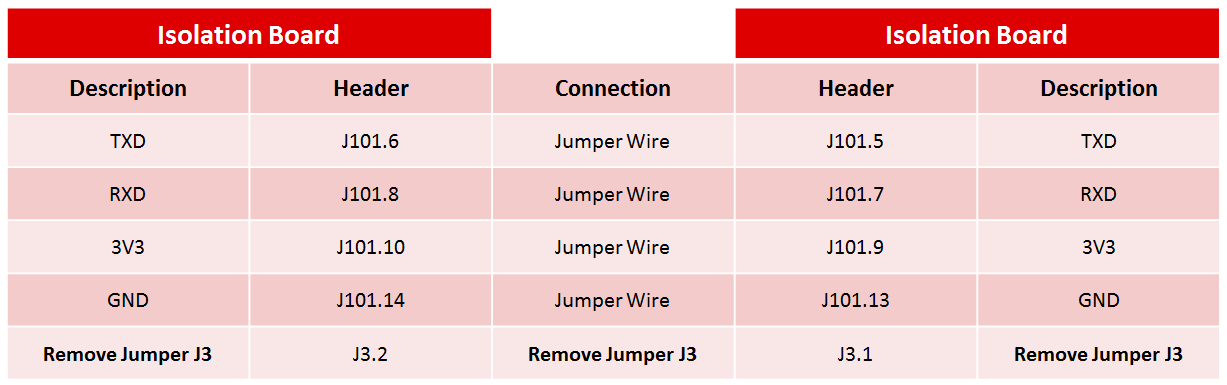 Isolation Board Isolation Board
Description Header Connection Header Description
TXD J101.6 Jumper Wire J101.5 TXD
RXD J101.8 Jumper Wire J101.7 RXD
3V3 J101.10 Jumper Wire J101.9 3V3
GND J101.14 Jumper Wire J101.13 GND
Remove Jumper J3 J3.2 Remove Jumper J3 J3.1 Remove Jumper J3